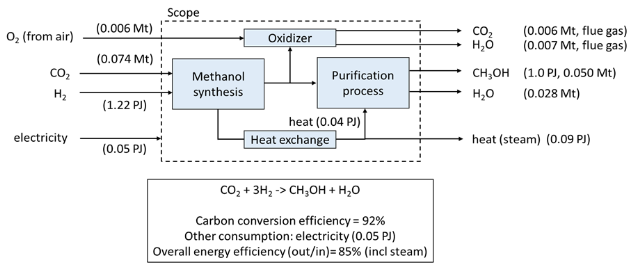 Scope
O₂ (from air)
(0.006 Mt)
Oxidizer
CO₂ (0.006 Mt, flue gas)
H₂O (0.007 Mt, flue gas)
CO₂
(0.074 Mt)
H₂
(1.22 PJ)
Methanol
synthesis
Purification
process
CH₃OH (1.0 PJ, 0.050 Mt)
H₂O (0.028 Mt)
heat (0.04 PJ)
electricity
(0.05 PJ)
Heat exchange
heat (steam) (0.09 PJ)
CO₂ + 3H₂ -> CH₃OH + H₂O
Carbon conversion efficiency = 92%
Other consumption: electricity (0.05 PJ)
Overall energy efficiency (out/in)= 85% (incl steam)